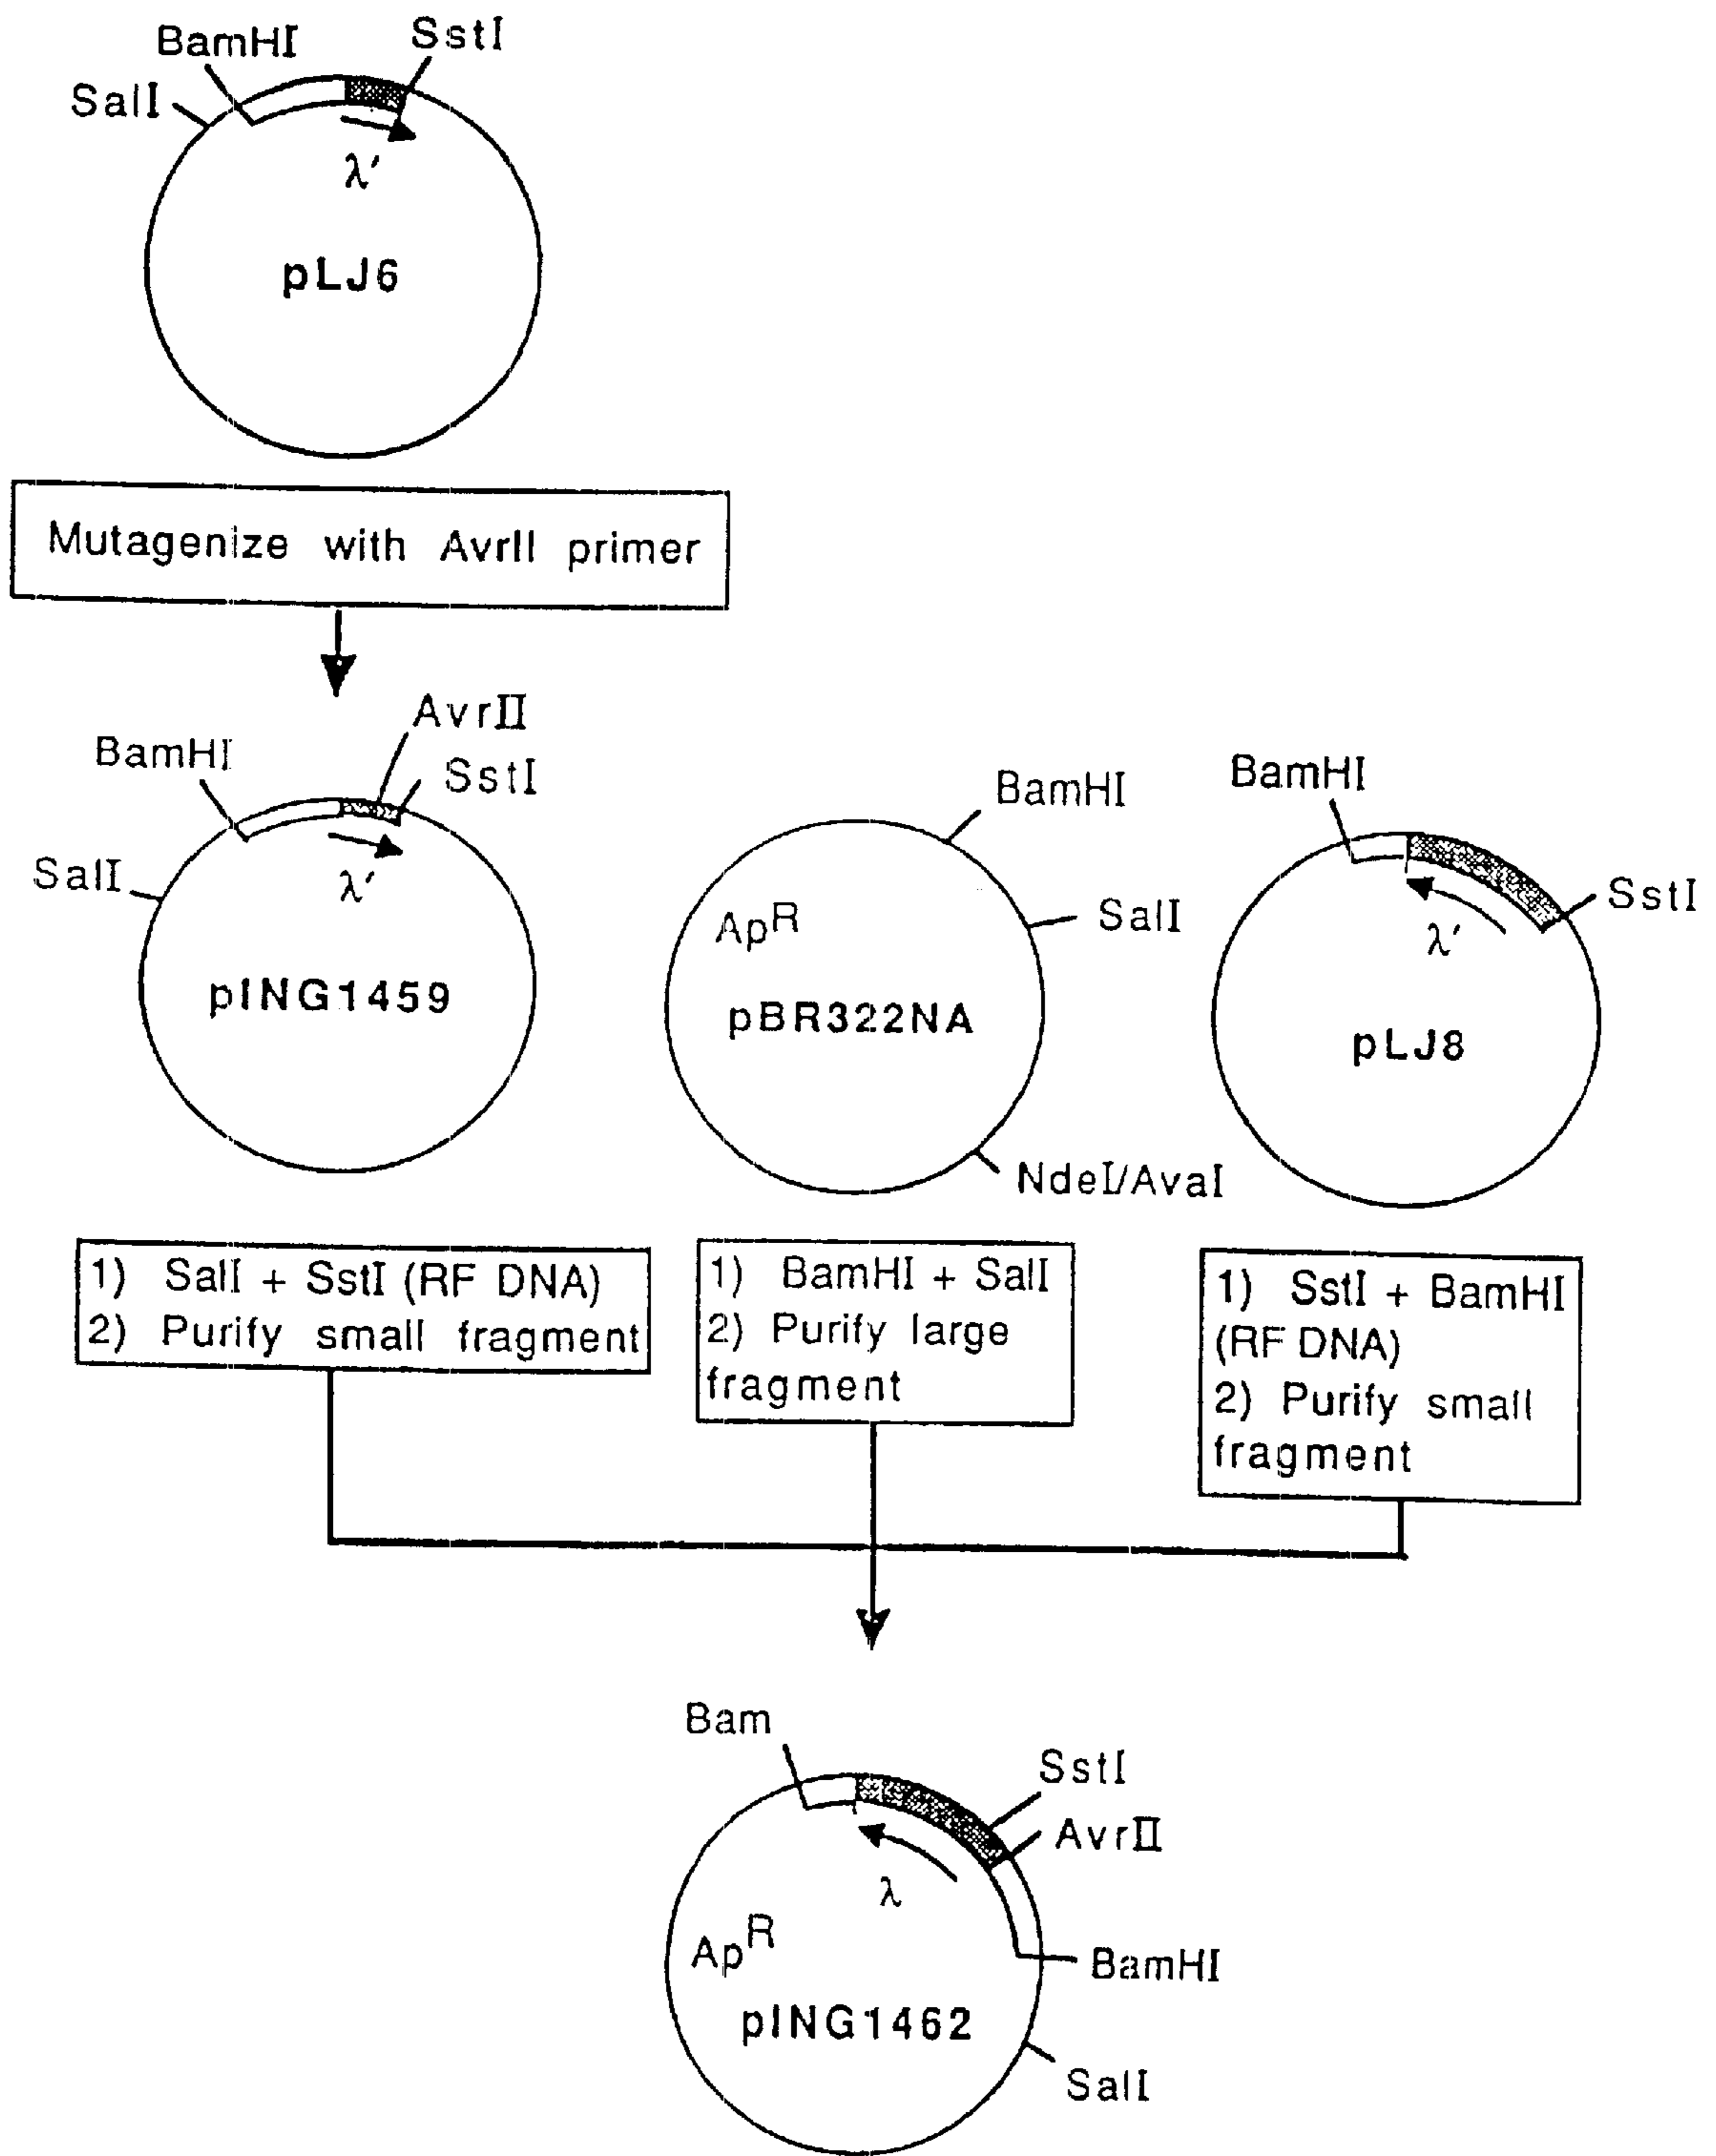 BamHI
SstI
SalI
λ'
pLJ6
Mutagenize with AvrII primer
AvrII
BamHI
SstI
SalI
λ'
pING1459
BamHI
SalI
Ap^R
pBR322NA
NdeI/AvaI
BamHI
SstI
λ'
pLJ8
1) SalI + SstI (RF DNA)
2) Purify small fragment
1) BamHI + SalI
2) Purify large
fragment
1) SstI + BamHI
(RF DNA)
2) Purify small
fragment
Bam
SstI
AvrII
λ
Ap^R
BamHI
pING1462
SalI